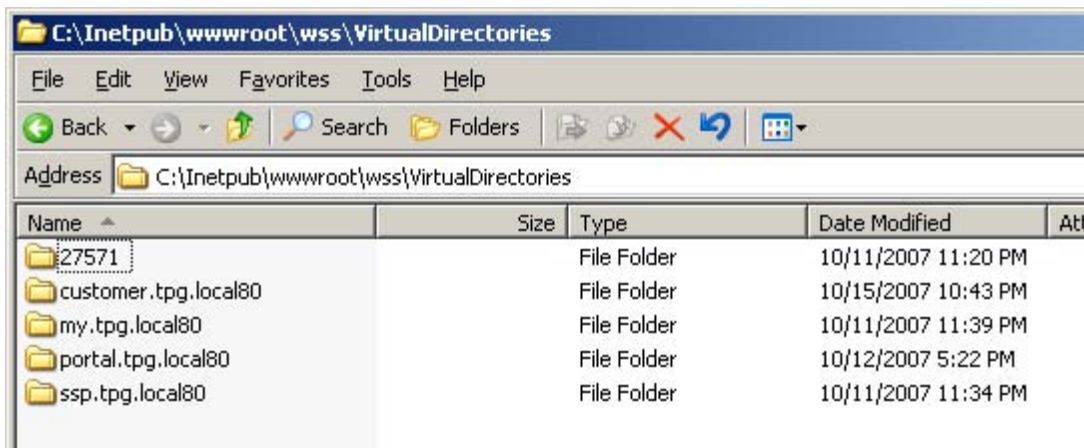 C:\Inetpub\wwwroot\wss\VirtualDirectories
File Edit View Favorites Tools Help
Back Search Folders
Address C:\Inetpub\wwwroot\wss\VirtualDirectories
Name Size Type Date Modified Att
27571 File Folder 10/11/2007 11:20 PM
customer.tpg.local80 File Folder 10/15/2007 10:43 PM
my.tpg.local80 File Folder 10/11/2007 11:39 PM
portal.tpg.local80 File Folder 10/12/2007 5:22 PM
ssp.tpg.local80 File Folder 10/11/2007 11:34 PM